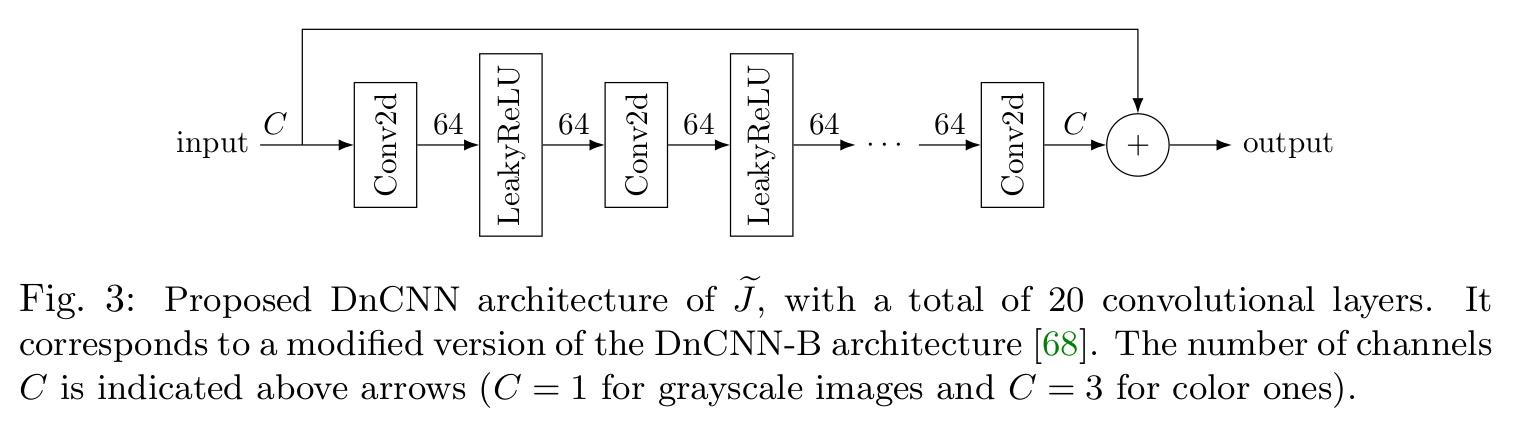 input C Conv2d 64 LeakyReLU 64 Conv2d 64 LeakyReLU 64 ··· 64 Conv2d C + output
Fig. 3: Proposed DnCNN architecture of J̃, with a total of 20 convolutional layers. It
corresponds to a modified version of the DnCNN-B architecture [68]. The number of channels
C is indicated above arrows (C = 1 for grayscale images and C = 3 for color ones).